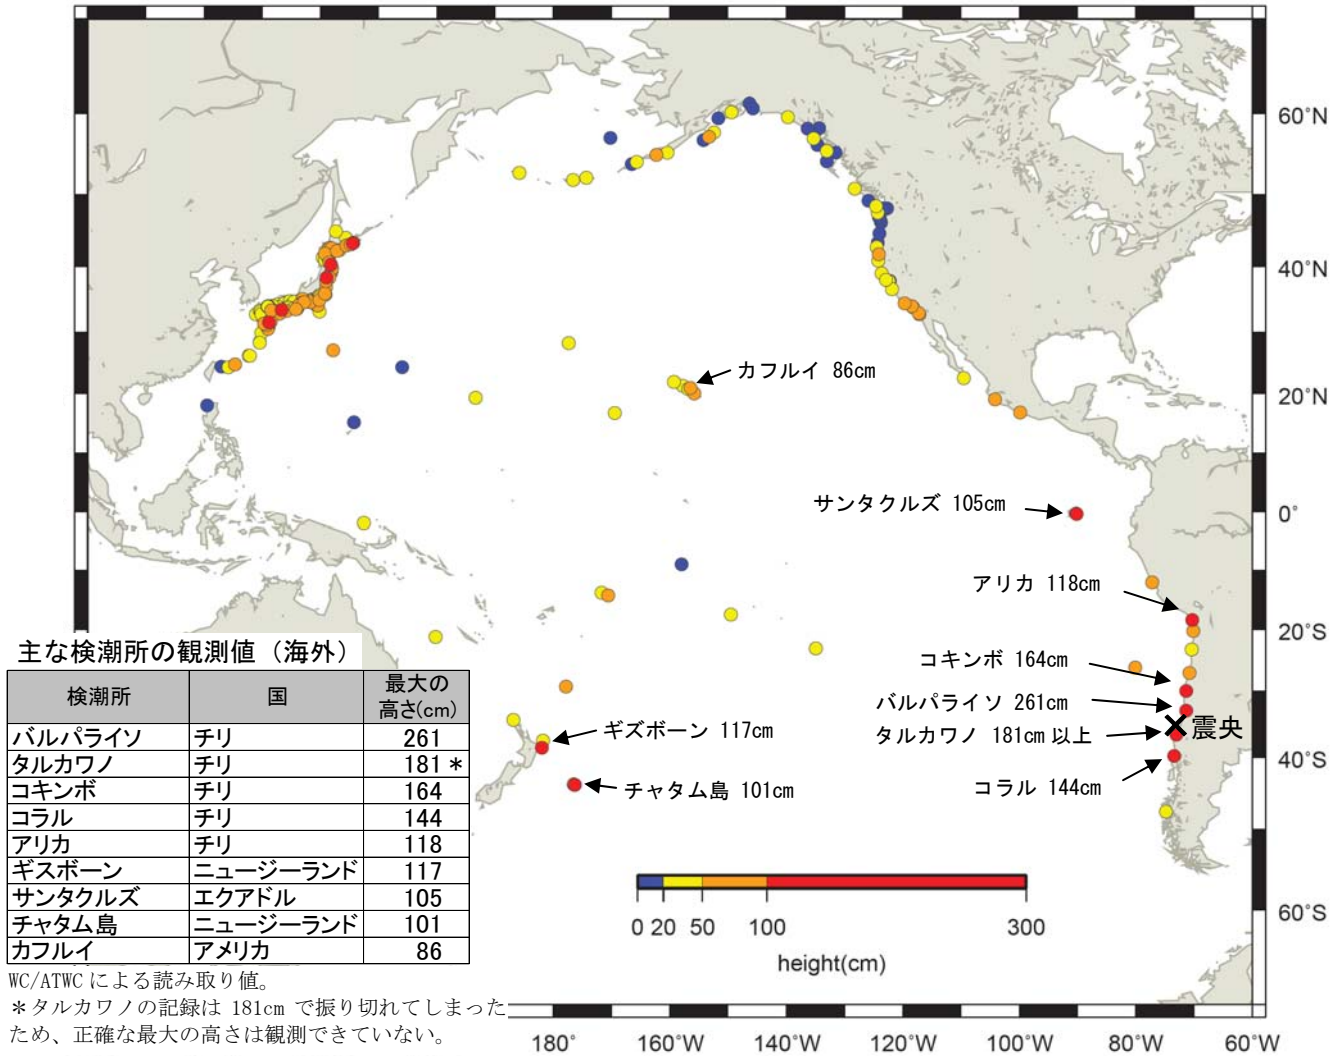 60°N
40°N
20°N
0°
20°S
40°S
60°S
カフルイ 86cm
サンタクルズ 105cm
アリカ 118cm
コキンボ 164cm
バルパライソ 261cm
タルカワノ 181cm 以上
震央
コラル 144cm
ギズボーン 117cm
チャタム島 101cm
主な検潮所の観測値（海外）
検潮所 国 最大の高さ(cm)
バルパライソ チリ 261
タルカワノ チリ 181 *
コキンボ チリ 164
コラル チリ 144
アリカ チリ 118
ギスボーン ニュージーランド 117
サンタクルズ エクアドル 105
チャタム島 ニュージーランド 101
カフルイ アメリカ 86
WC/ATWC による読み取り値。
＊タルカワノの記録は 181cm で振り切れてしまった
ため、正確な最大の高さは観測できていない。
0 20 50 100 300
height(cm)
180° 160°W 140°W 120°W 100°W 80°W 60°W